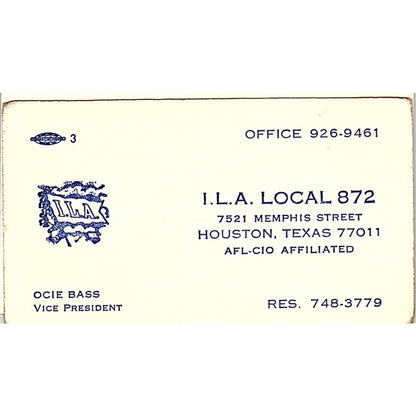 3
OFFICE 926-9461
I.L.A.
I.L.A. LOCAL 872
7521 MEMPHIS STREET
HOUSTON, TEXAS 77011
AFL-CIO AFFILIATED
OCIE BASS
VICE PRESIDENT
RES. 748-3779